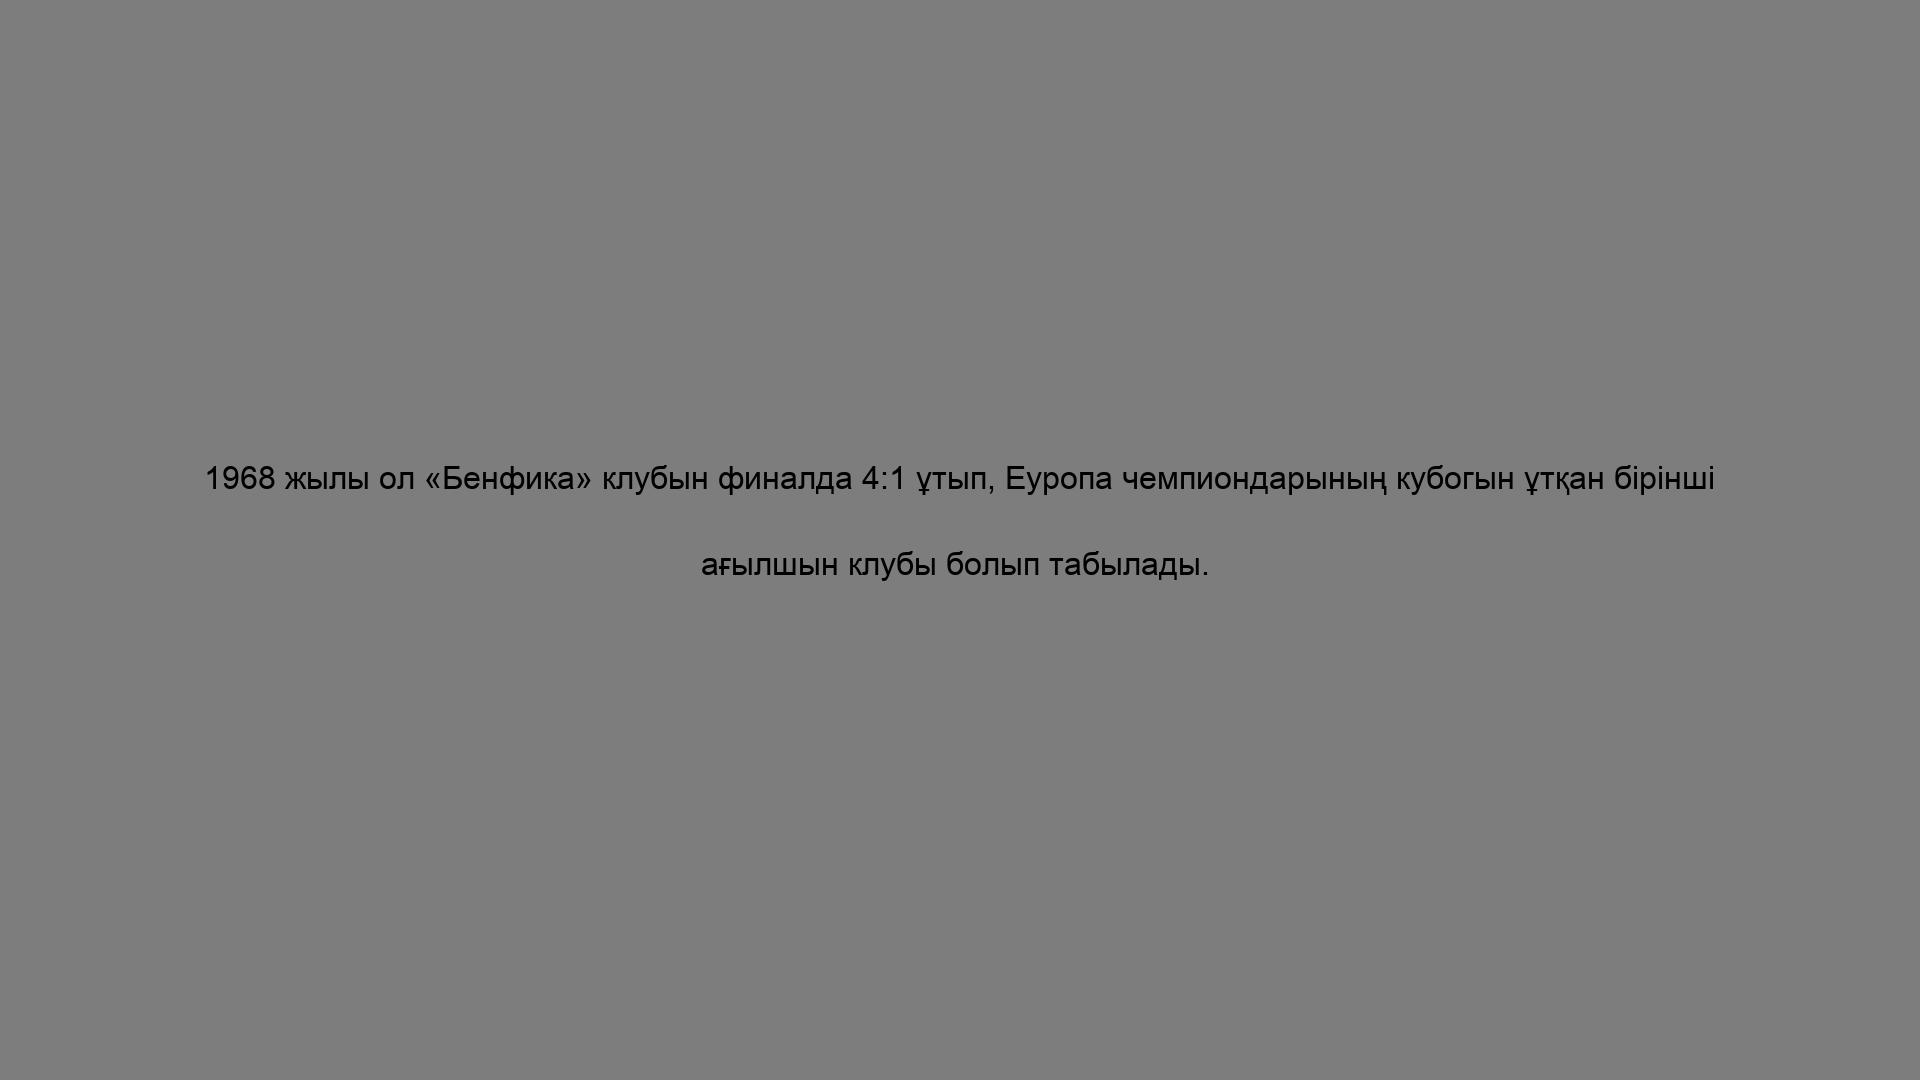 1968 жылы ол «Бенфика» клубын финалда 4:1 ұтып, Еуропа чемпиондарының кубогын ұтқан бірінші
ағылшын клубы болып табылады.